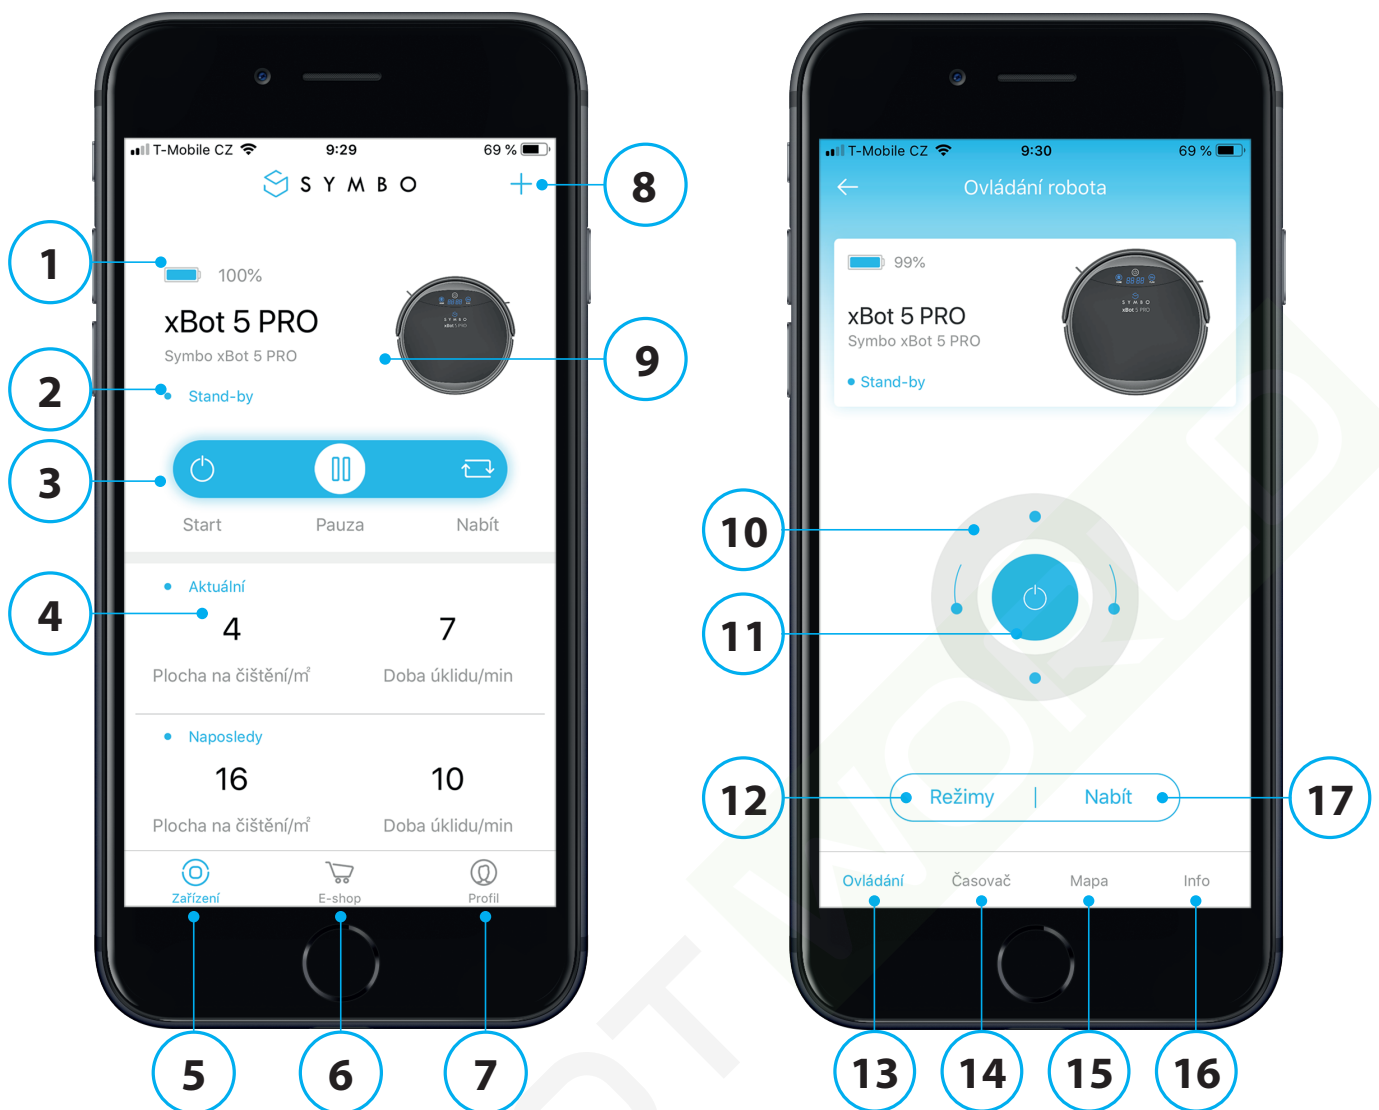 T-Mobile CZ 9:29 69 %
SYMBO
8
1
100%
xBot 5 PRO
Symbo xBot 5 PRO
9
2
Stand-by
3
Start Pauza Nabít
Aktuální
4
4 7
Plocha na čištění/m² Doba úklidu/min
Naposledy
16 10
Plocha na čištění/m² Doba úklidu/min
Zařízení E-shop Profil
5 6 7
T-Mobile CZ 9:30 69 %
Ovládání robota
99%
xBot 5 PRO
Symbo xBot 5 PRO
Stand-by
SYMBO
xBot 5 PRO
10
11
12
Režimy | Nabít
17
Ovládání Časovač Mapa Info
13 14 15 16